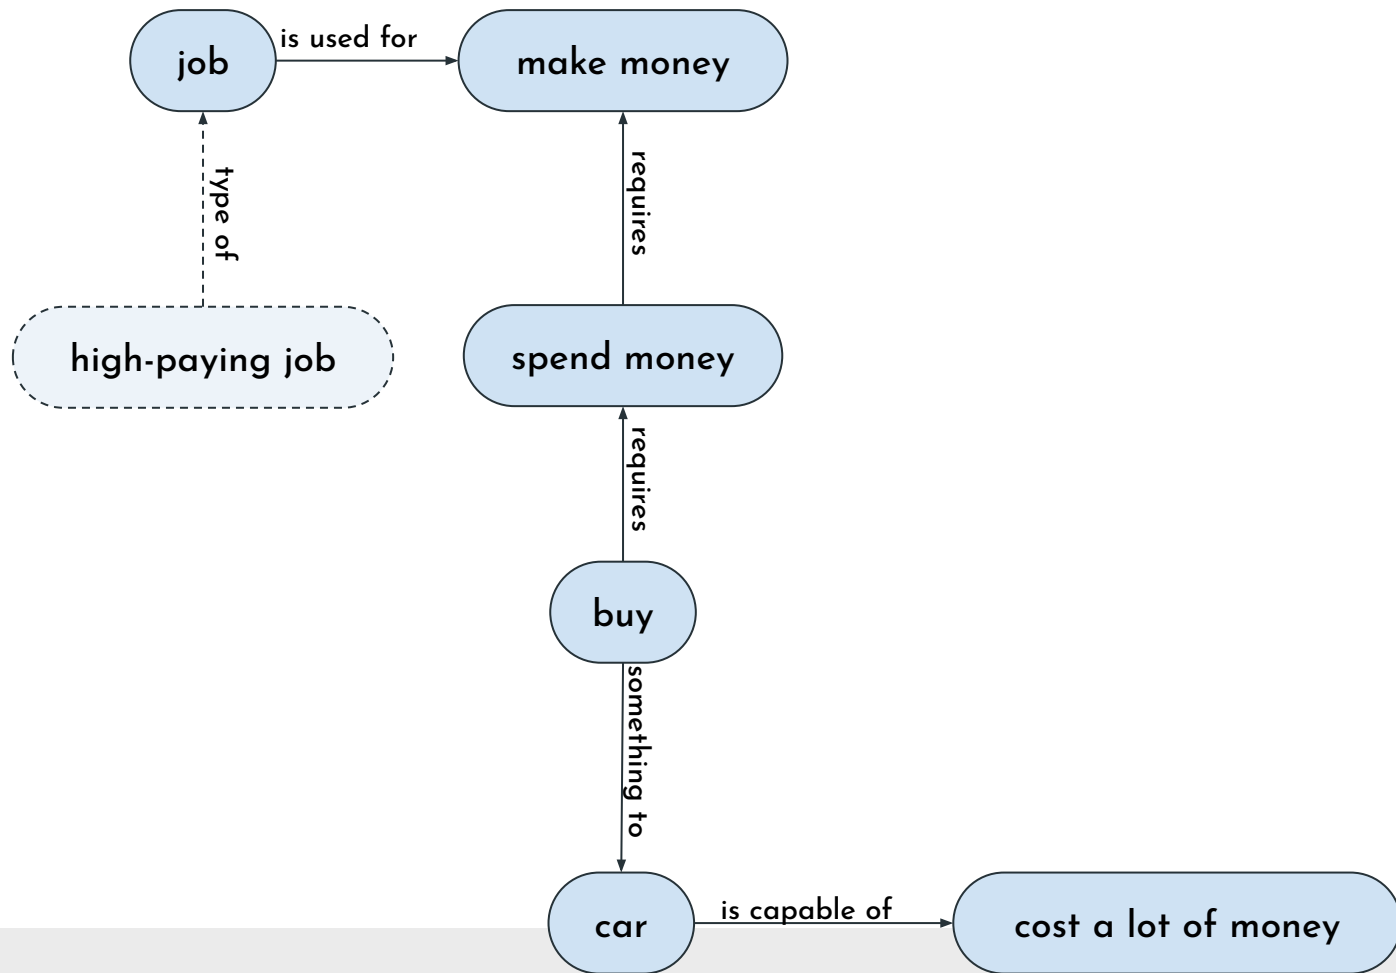 job
is used for
make money
type of
requires
high-paying job
spend money
requires
buy
something to
car
is capable of
cost a lot of money